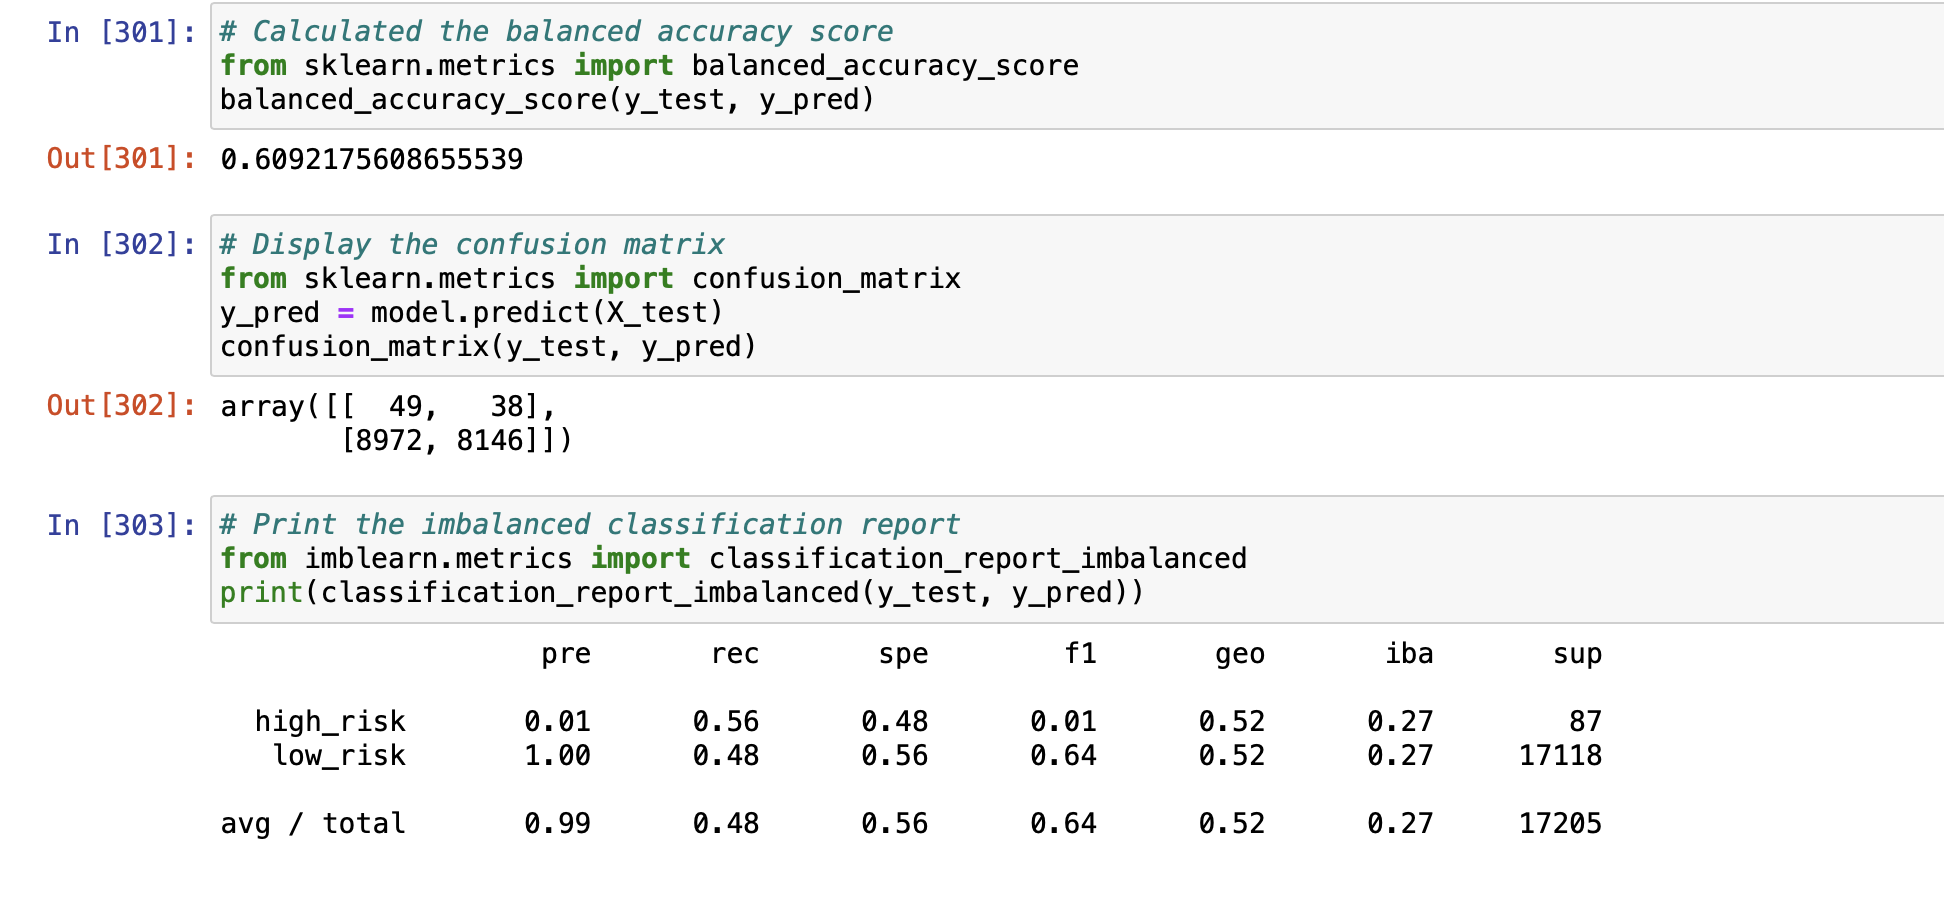 In [301]: # Calculated the balanced accuracy score
from sklearn.metrics import balanced_accuracy_score
balanced_accuracy_score(y_test, y_pred)
Out[301]: 0.6092175608655539
In [302]: # Display the confusion matrix
from sklearn.metrics import confusion_matrix
y_pred = model.predict(X_test)
confusion_matrix(y_test, y_pred)
Out[302]: array([[  49,   38],
[8972, 8146]])
In [303]: # Print the imbalanced classification report
from imblearn.metrics import classification_report_imbalanced
print(classification_report_imbalanced(y_test, y_pred))
pre rec spe f1 geo iba sup
high_risk 0.01 0.56 0.48 0.01 0.52 0.27 87
low_risk 1.00 0.48 0.56 0.64 0.52 0.27 17118
avg / total 0.99 0.48 0.56 0.64 0.52 0.27 17205